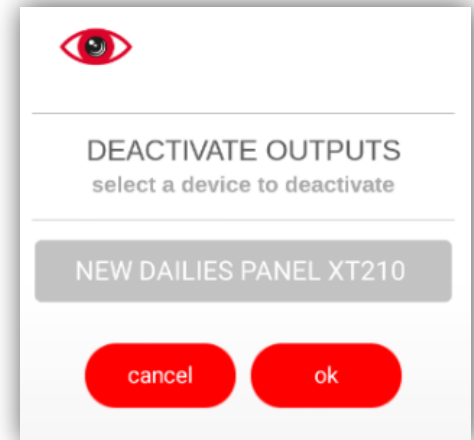 DEACTIVATE OUTPUTS
select a device to deactivate
NEW DAILIES PANEL XT210
cancel
ok